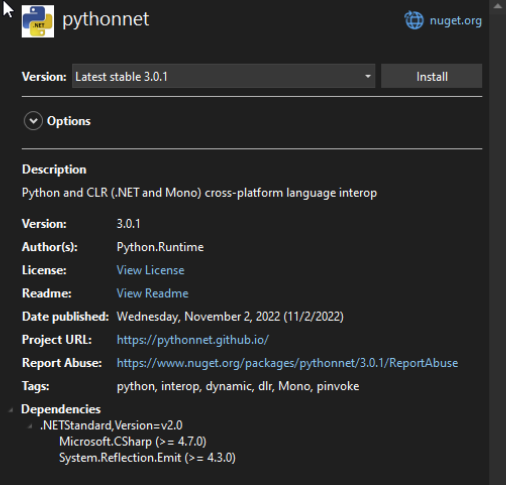 pythonnet
nuget.org
Version: Latest stable 3.0.1 Install
Options
Description
Python and CLR (.NET and Mono) cross-platform language interop
Version: 3.0.1
Author(s): Python.Runtime
License: View License
Readme: View Readme
Date published: Wednesday, November 2, 2022 (11/2/2022)
Project URL: https://pythonnet.github.io/
Report Abuse: https://www.nuget.org/packages/pythonnet/3.0.1/ReportAbuse
Tags: python, interop, dynamic, dlr, Mono, pinvoke
Dependencies
.NETStandard,Version=v2.0
Microsoft.CSharp (>= 4.7.0)
System.Reflection.Emit (>= 4.3.0)